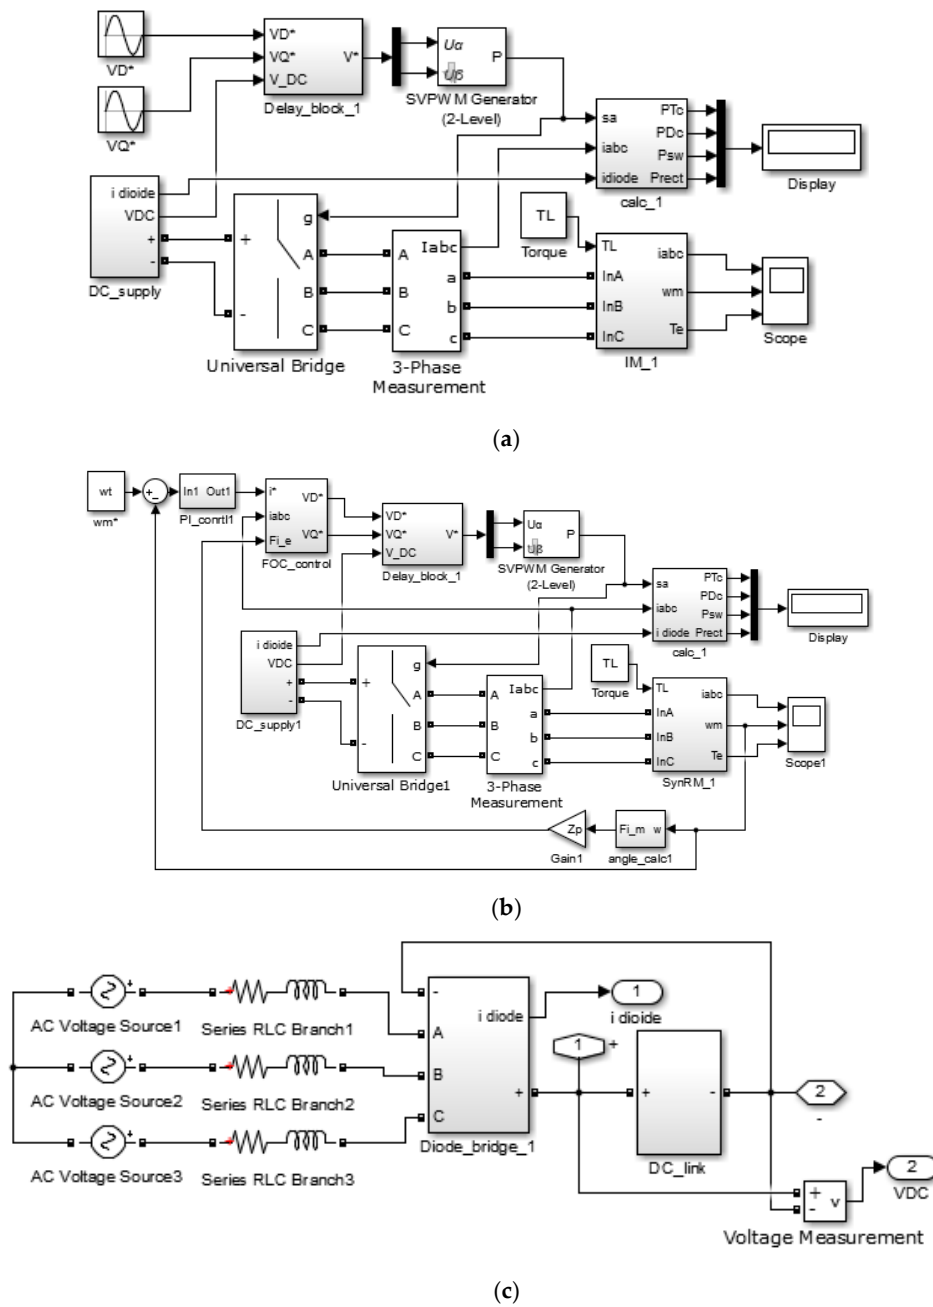 VD*
VQ*
VD*
VQ*
V_DC
V*
Delay_block_1
Uα
Uβ
P
SVPWM Generator
(2-Level)
sa
iabc
idiode
PTc
PDc
Psw
Prect
calc_1
Display
i dioide
VDC
+
-
DC_supply
+
-
g
A
B
C
Universal Bridge
A
B
C
Iabc
a
b
c
3-Phase
Measurement
TL
Torque
TL
InA
InB
InC
iabc
wm
Te
IM_1
Scope
(a)
wt
wm*
+
-
In1 Out1
PI_conrtl1
i*
iabc
Fi_e
VD*
VQ*
FOC_control
VD*
VQ*
V_DC
V*
Delay_block_1
Uα
Uβ
P
SVPWM Generator
(2-Level)
sa
iabc
i diode
PTc
PDc
Psw
Prect
calc_1
Display
i dioide
VDC
+
-
DC_supply1
+
-
g
A
B
C
Universal Bridge1
A
B
C
Iabc
a
b
c
3-Phase
Measurement
TL
Torque
TL
InA
InB
InC
iabc
wm
Te
SynRM_1
Scope1
Zp
Gain1
Fi_m w
angle_calc1
(b)
+
AC Voltage Source1
Series RLC Branch1
+
AC Voltage Source2
Series RLC Branch2
+
AC Voltage Source3
Series RLC Branch3
-
A
B
C
i diode
+
Diode_bridge_1
1
i dioide
1
+
+
-
DC_link
2
-
+
-
v
Voltage Measurement
2
VDC
(c)